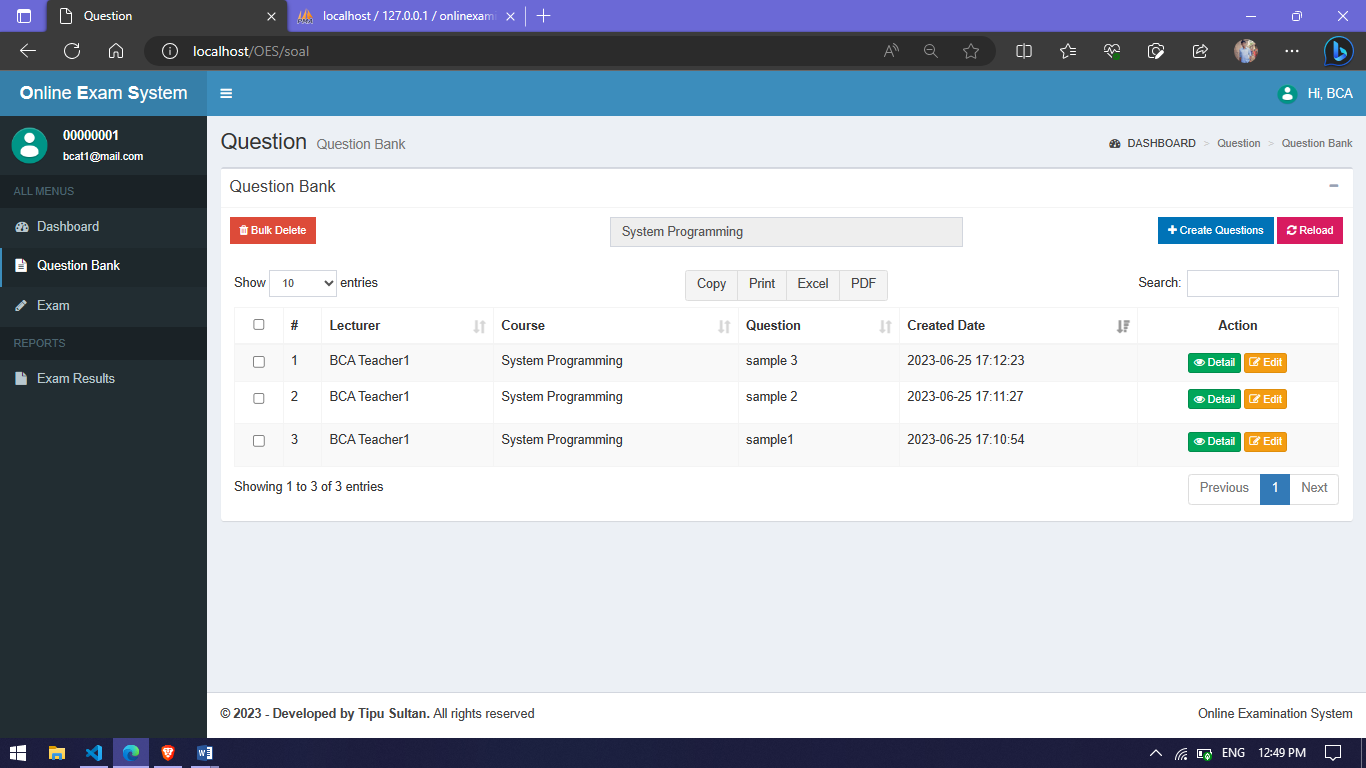 Question
localhost / 127.0.0.1 / onlinexam
localhost/OES/soal
Online Exam System
Hi, BCA
00000001
bcat1@mail.com
ALL MENUS
Dashboard
Question Bank
Exam
REPORTS
Exam Results
Question Question Bank
DASHBOARD > Question > Question Bank
Question Bank
Bulk Delete
System Programming
Create Questions Reload
Show 10 entries
Copy Print Excel PDF
Search:
# Lecturer Course Question Created Date Action
1 BCA Teacher1 System Programming sample 3 2023-06-25 17:12:23 Detail Edit
2 BCA Teacher1 System Programming sample 2 2023-06-25 17:11:27 Detail Edit
3 BCA Teacher1 System Programming sample1 2023-06-25 17:10:54 Detail Edit
Showing 1 to 3 of 3 entries
Previous 1 Next
© 2023 - Developed by Tipu Sultan. All rights reserved
Online Examination System
ENG 12:49 PM